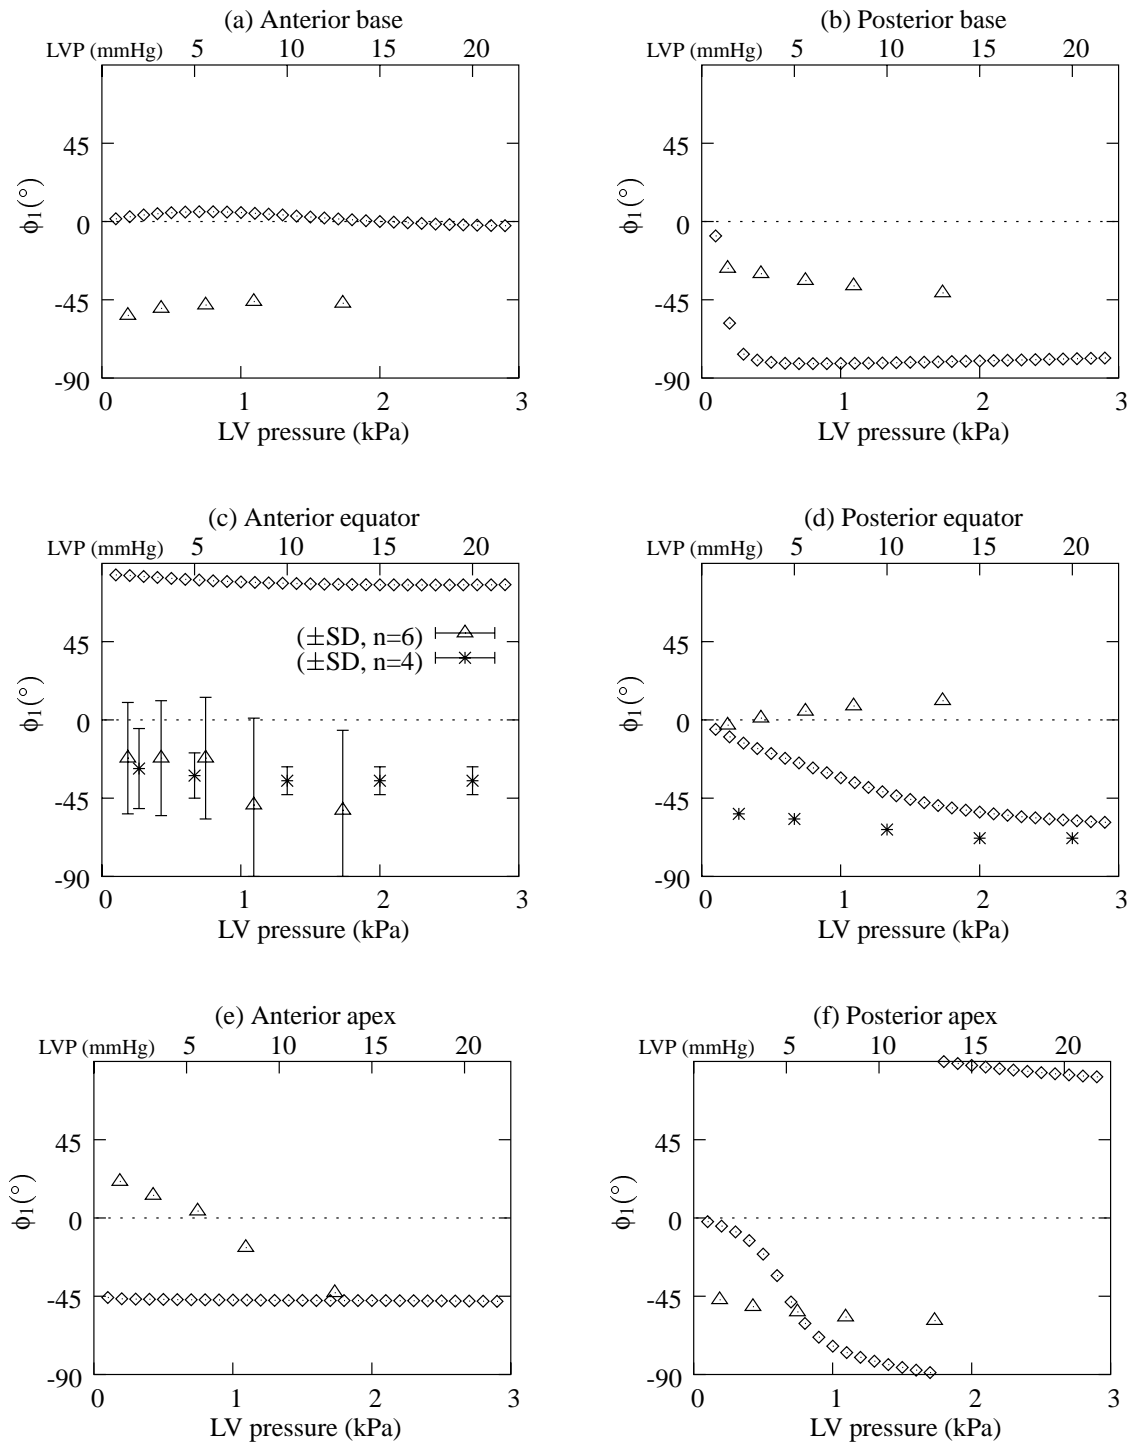 (a) Anterior base
LVP (mmHg) 5 10 15 20
45
0
-45
-90
ϕ1(°)
0 1 2 3
LV pressure (kPa)
(b) Posterior base
LVP (mmHg) 5 10 15 20
45
0
-45
-90
ϕ1(°)
0 1 2 3
LV pressure (kPa)
(c) Anterior equator
LVP (mmHg) 5 10 15 20
45
0
-45
-90
ϕ1(°)
(±SD, n=6)
(±SD, n=4)
0 1 2 3
LV pressure (kPa)
(d) Posterior equator
LVP (mmHg) 5 10 15 20
45
0
-45
-90
ϕ1(°)
0 1 2 3
LV pressure (kPa)
(e) Anterior apex
LVP (mmHg) 5 10 15 20
45
0
-45
-90
ϕ1(°)
0 1 2 3
LV pressure (kPa)
(f) Posterior apex
LVP (mmHg) 5 10 15 20
45
0
-45
-90
ϕ1(°)
0 1 2 3
LV pressure (kPa)